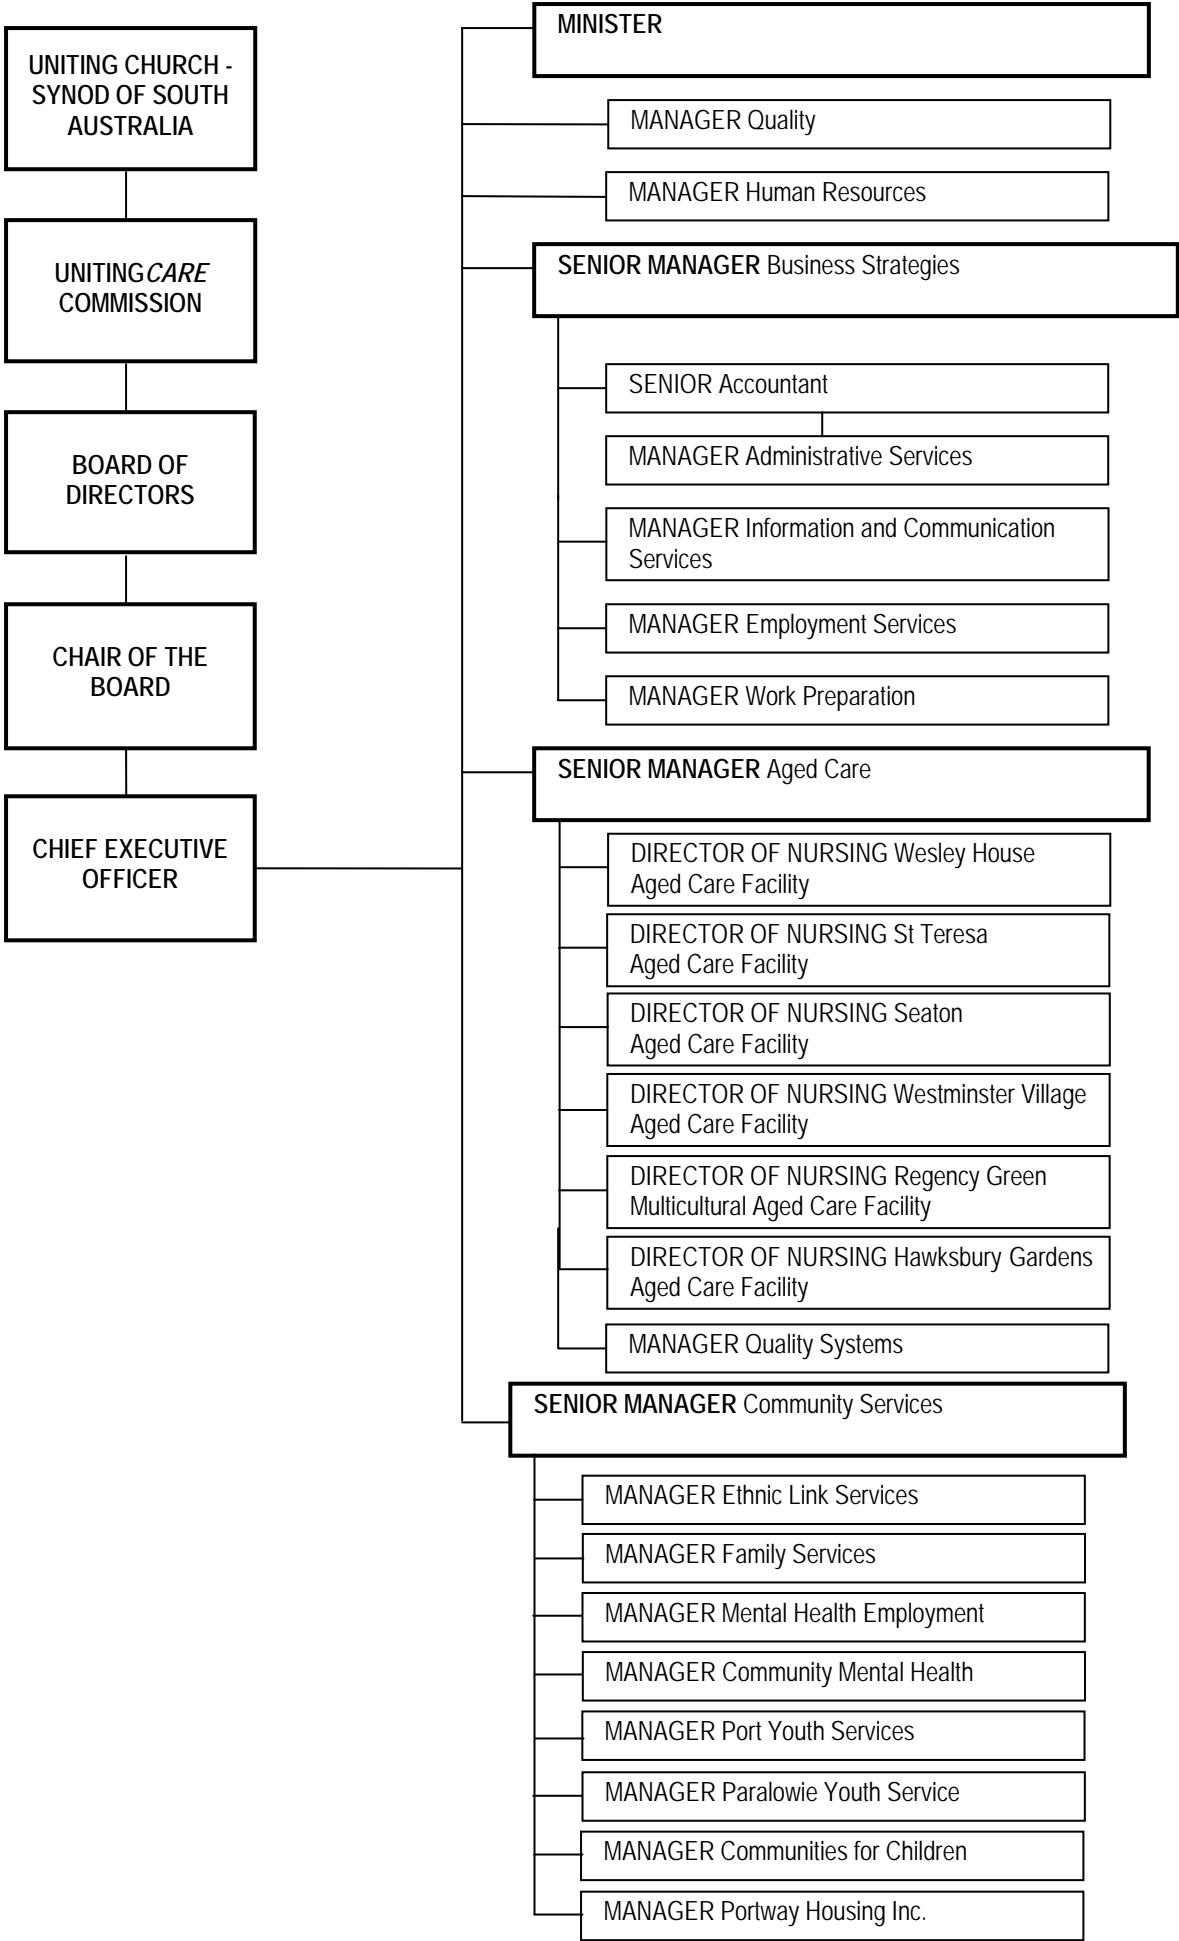 UNITING CHURCH -
SYNOD OF SOUTH
AUSTRALIA
UNITINGCARE
COMMISSION
BOARD OF
DIRECTORS
CHAIR OF THE
BOARD
CHIEF EXECUTIVE
OFFICER
MINISTER
MANAGER Quality
MANAGER Human Resources
SENIOR MANAGER Business Strategies
SENIOR Accountant
MANAGER Administrative Services
MANAGER Information and Communication
Services
MANAGER Employment Services
MANAGER Work Preparation
SENIOR MANAGER Aged Care
DIRECTOR OF NURSING Wesley House
Aged Care Facility
DIRECTOR OF NURSING St Teresa
Aged Care Facility
DIRECTOR OF NURSING Seaton
Aged Care Facility
DIRECTOR OF NURSING Westminster Village
Aged Care Facility
DIRECTOR OF NURSING Regency Green
Multicultural Aged Care Facility
DIRECTOR OF NURSING Hawksbury Gardens
Aged Care Facility
MANAGER Quality Systems
SENIOR MANAGER Community Services
MANAGER Ethnic Link Services
MANAGER Family Services
MANAGER Mental Health Employment
MANAGER Community Mental Health
MANAGER Port Youth Services
MANAGER Paralowie Youth Service
MANAGER Communities for Children
MANAGER Portway Housing Inc.